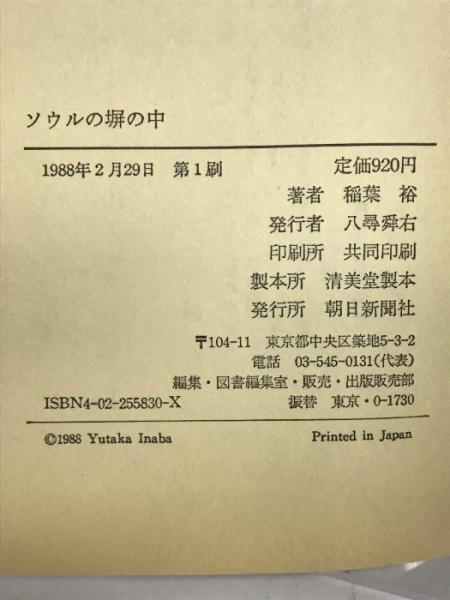 ソウルの塀の中
1988年2月29日　第1刷　定価920円
著者　稲葉　裕
発行者　八尋舜右
印刷所　共同印刷
製本所　清美堂製本
発行所　朝日新聞社
〒104-11　東京都中央区築地5-3-2
電話　03-545-0131(代表)
編集・図書編集室・販売・出版販売部
ISBN4-02-255830-X　振替　東京・0-1730
©1988 Yutaka Inaba　Printed in Japan